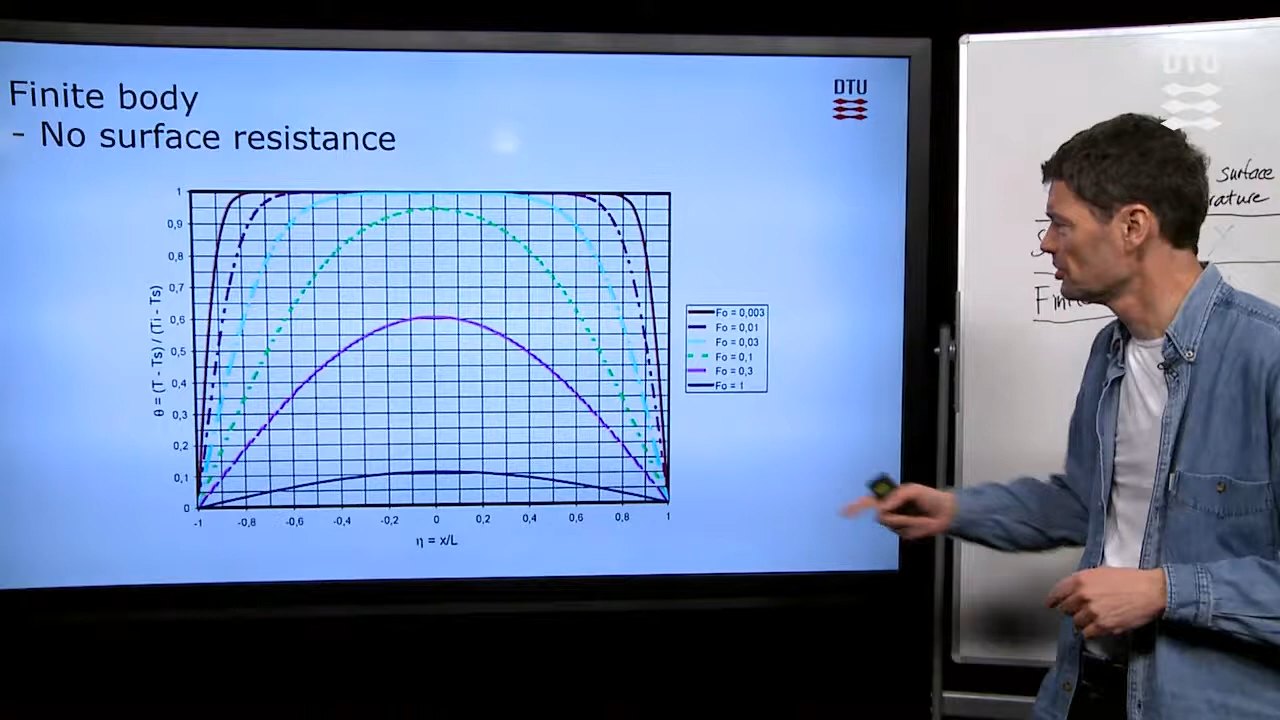 Finite body
- No surface resistance
DTU
DTU
θ = (T - Ts) / (Ti - Ts)
1
0,9
0,8
0,7
0,6
0,5
0,4
0,3
0,2
0,1
0
-1 -0,8 -0,6 -0,4 -0,2 0 0,2 0,4 0,6 0,8 1
η = x/L
Fo = 0,003
Fo = 0,01
Fo = 0,03
Fo = 0,1
Fo = 0,3
Fo = 1
surface